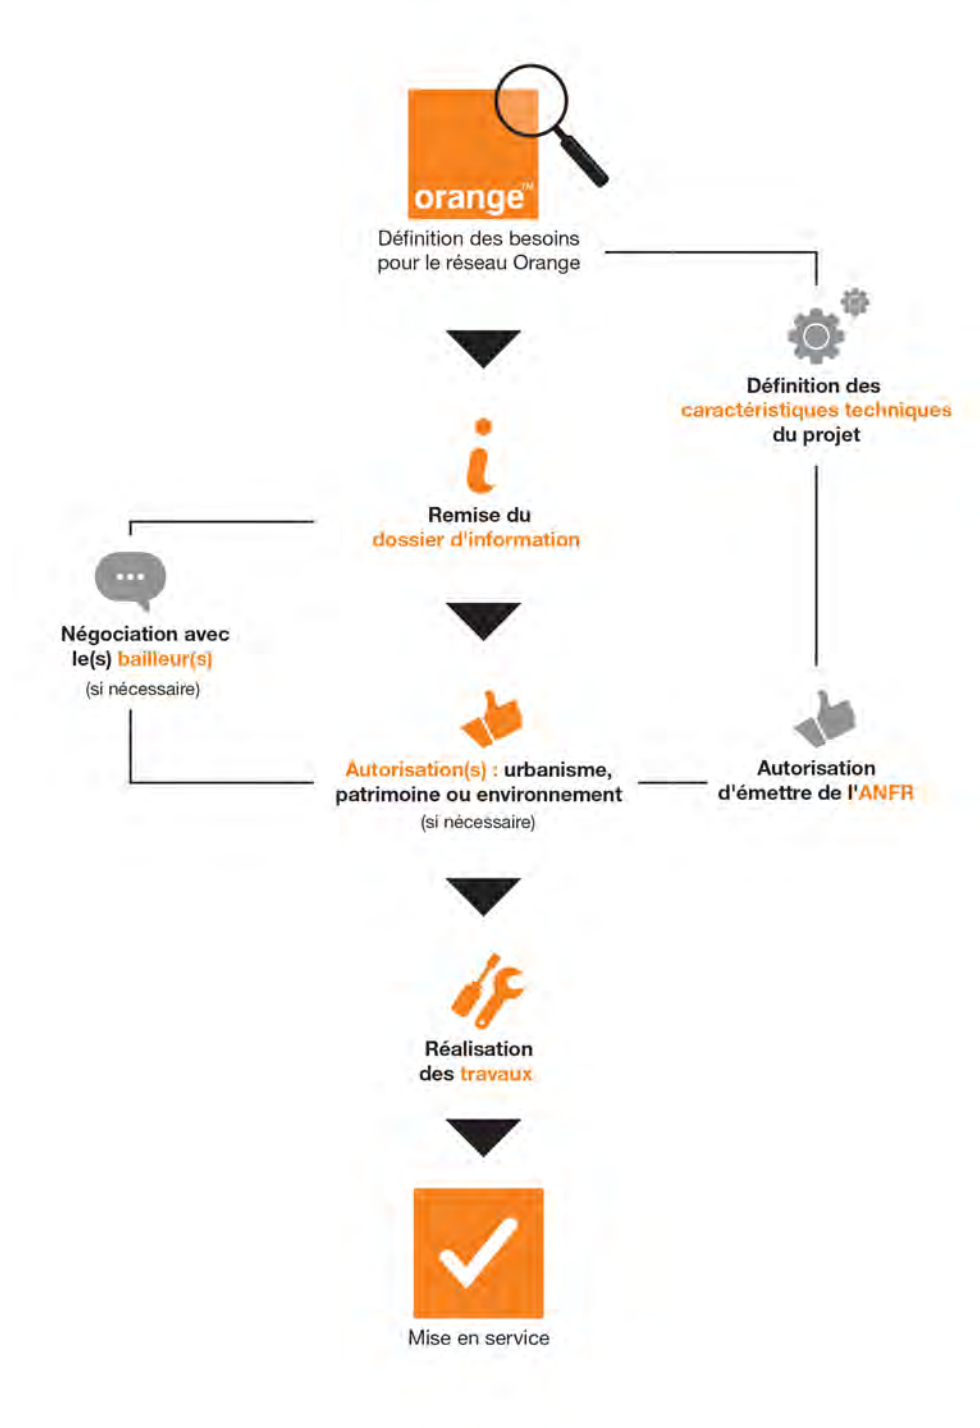 orange™
Définition des besoins
pour le réseau Orange
Définition des
caractéristiques techniques
du projet
Remise du
dossier d'information
Négociation avec
le(s) bailleur(s)
(si nécessaire)
Autorisation(s) : urbanisme,
patrimoine ou environnement
(si nécessaire)
Autorisation
d'émettre de l'ANFR
Réalisation
des travaux
Mise en service